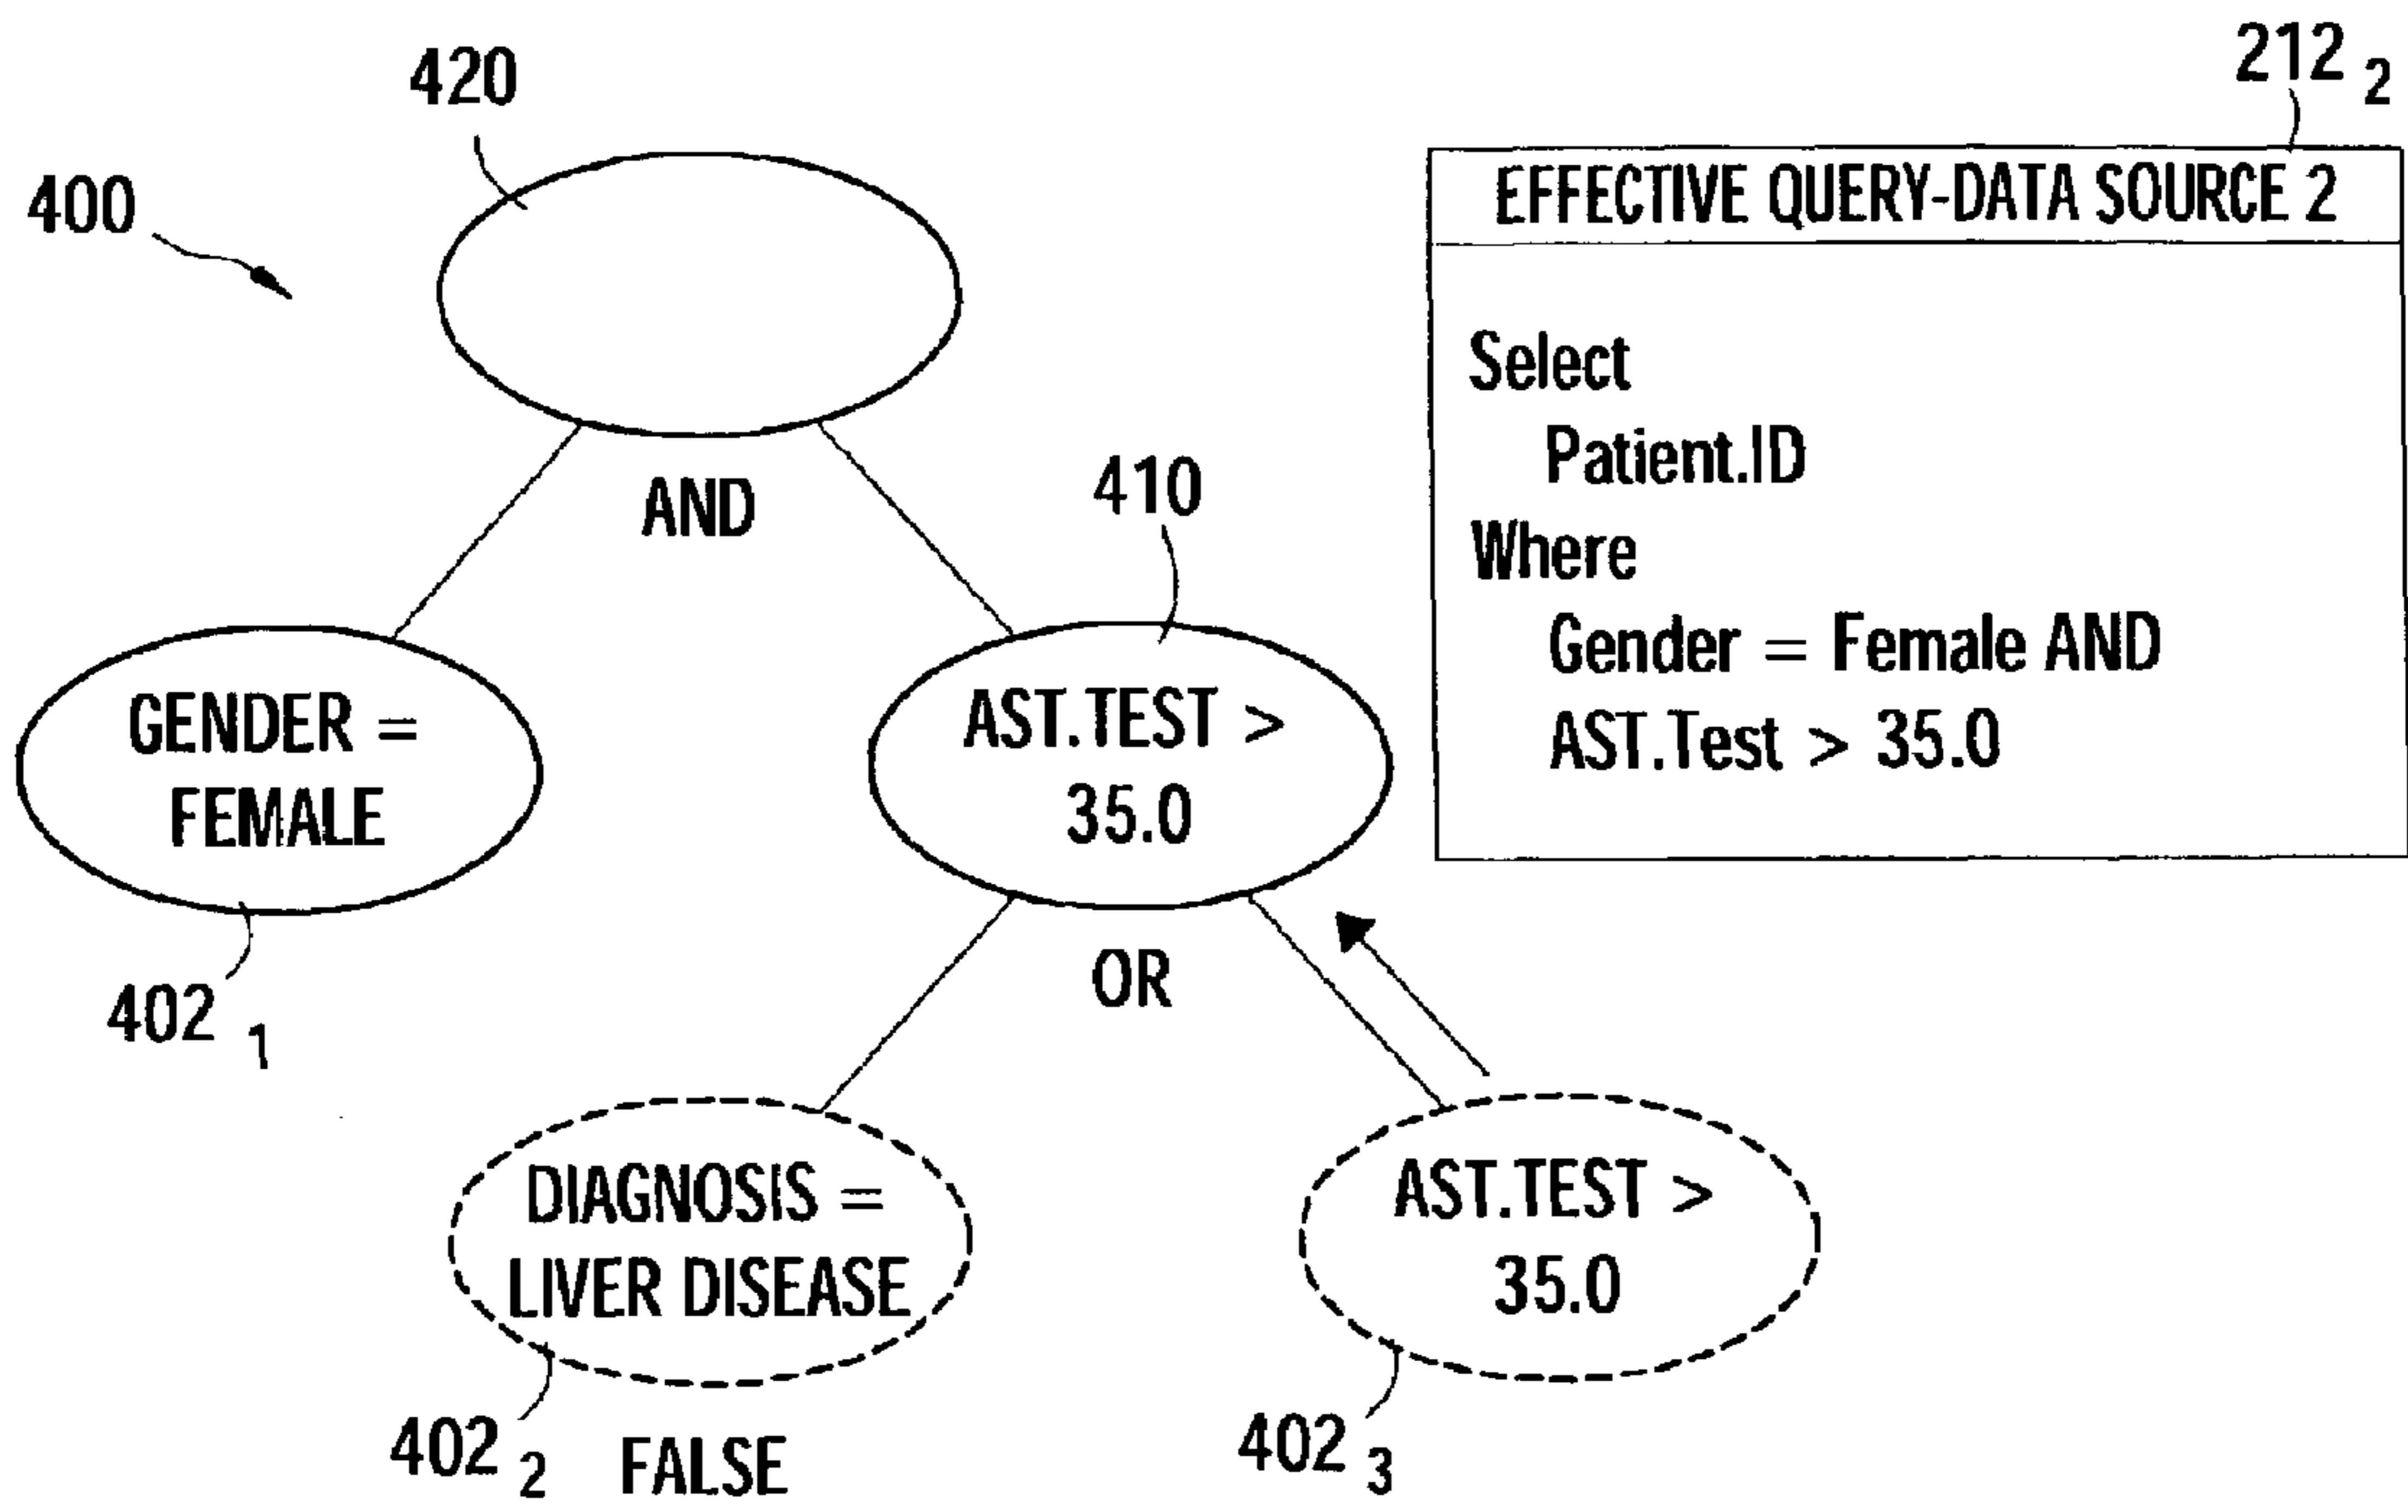 420
212 2
400
EFFECTIVE QUERY-DATA SOURCE 2
Select
Patient.ID
Where
Gender = Female AND
AST.Test > 35.0
AND
410
GENDER =
FEMALE
AST.TEST >
35.0
402 1
OR
DIAGNOSIS =
LIVER DISEASE
AST.TEST >
35.0
402 2
FALSE
402 3